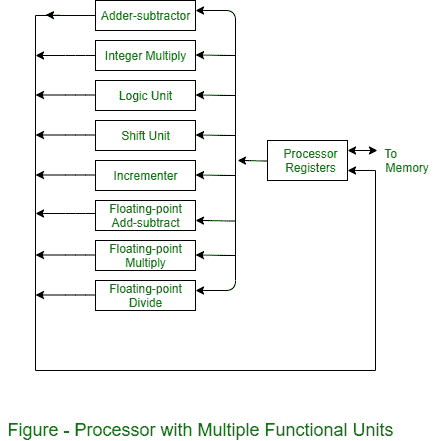 Adder-subtractor
Integer Multiply
Logic Unit
Shift Unit
Incrementer
Floating-point
Add-subtract
Floating-point
Multiply
Floating-point
Divide
Processor
Registers
To
Memory
Figure - Processor with Multiple Functional Units